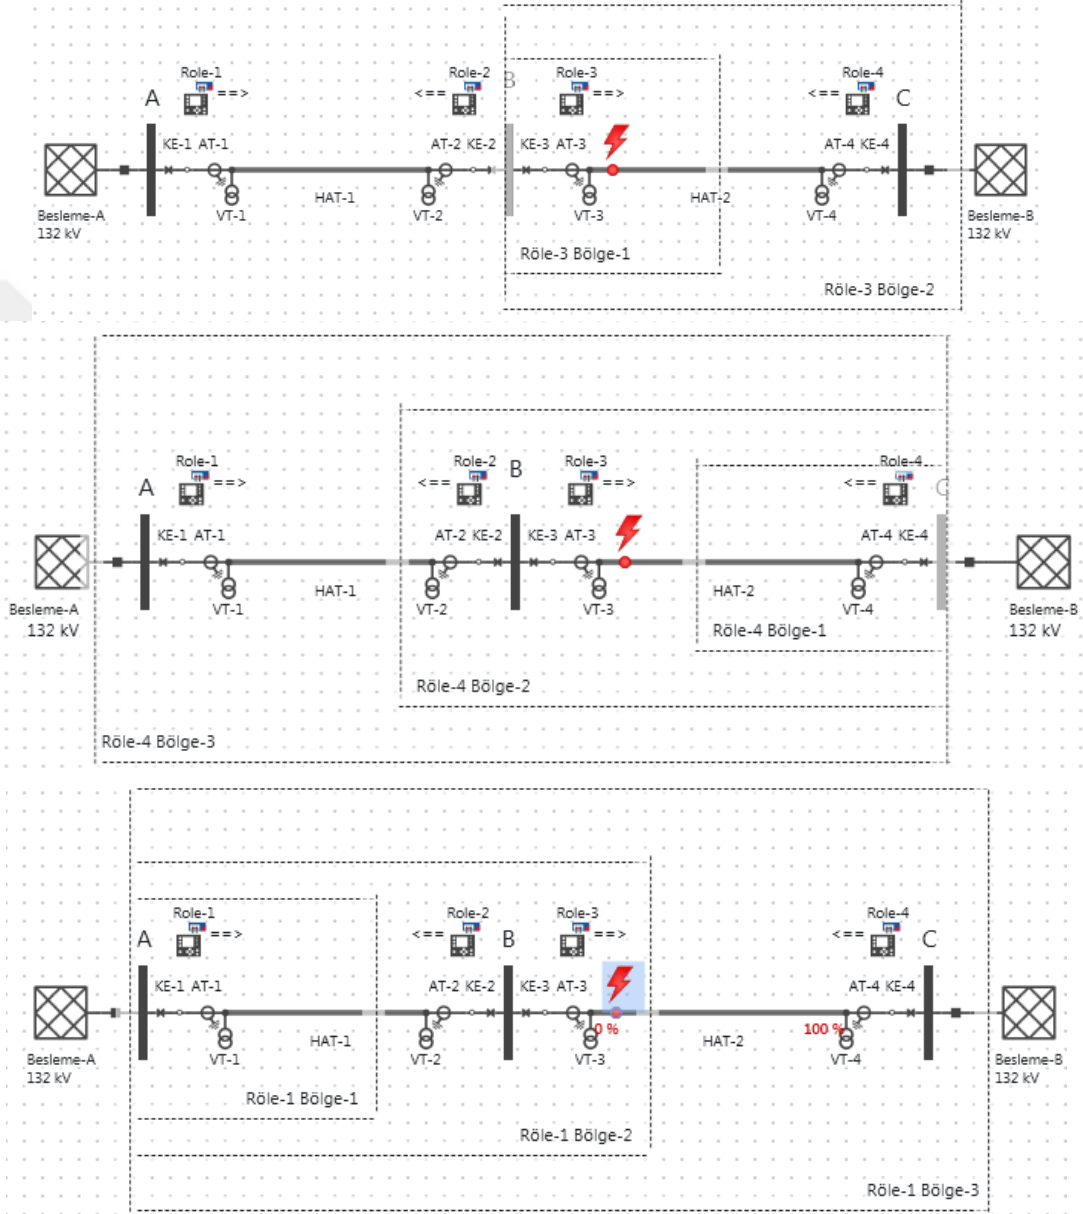 Role-1
Role-2
Role-3
Role-4
==>
<==
==>
<==
A
B
C
KE-1 AT-1
AT-2 KE-2
KE-3 AT-3
AT-4 KE-4
VT-1
HAT-1
VT-2
VT-3
HAT-2
VT-4
Besleme-A
132 kV
Besleme-B
132 kV
Röle-3 Bölge-1
Röle-3 Bölge-2
Role-1
Role-2
Role-3
Role-4
==>
<==
==>
<==
A
B
C
KE-1 AT-1
AT-2 KE-2
KE-3 AT-3
AT-4 KE-4
VT-1
HAT-1
VT-2
VT-3
HAT-2
VT-4
Besleme-A
132 kV
Besleme-B
132 kV
Röle-4 Bölge-1
Röle-4 Bölge-2
Röle-4 Bölge-3
Role-1
Role-2
Role-3
Role-4
==>
<==
==>
<==
A
B
C
KE-1 AT-1
AT-2 KE-2
KE-3 AT-3
AT-4 KE-4
0 %
100 %
VT-1
HAT-1
VT-2
VT-3
HAT-2
VT-4
Besleme-A
132 kV
Besleme-B
132 kV
Röle-1 Bölge-1
Röle-1 Bölge-2
Röle-1 Bölge-3